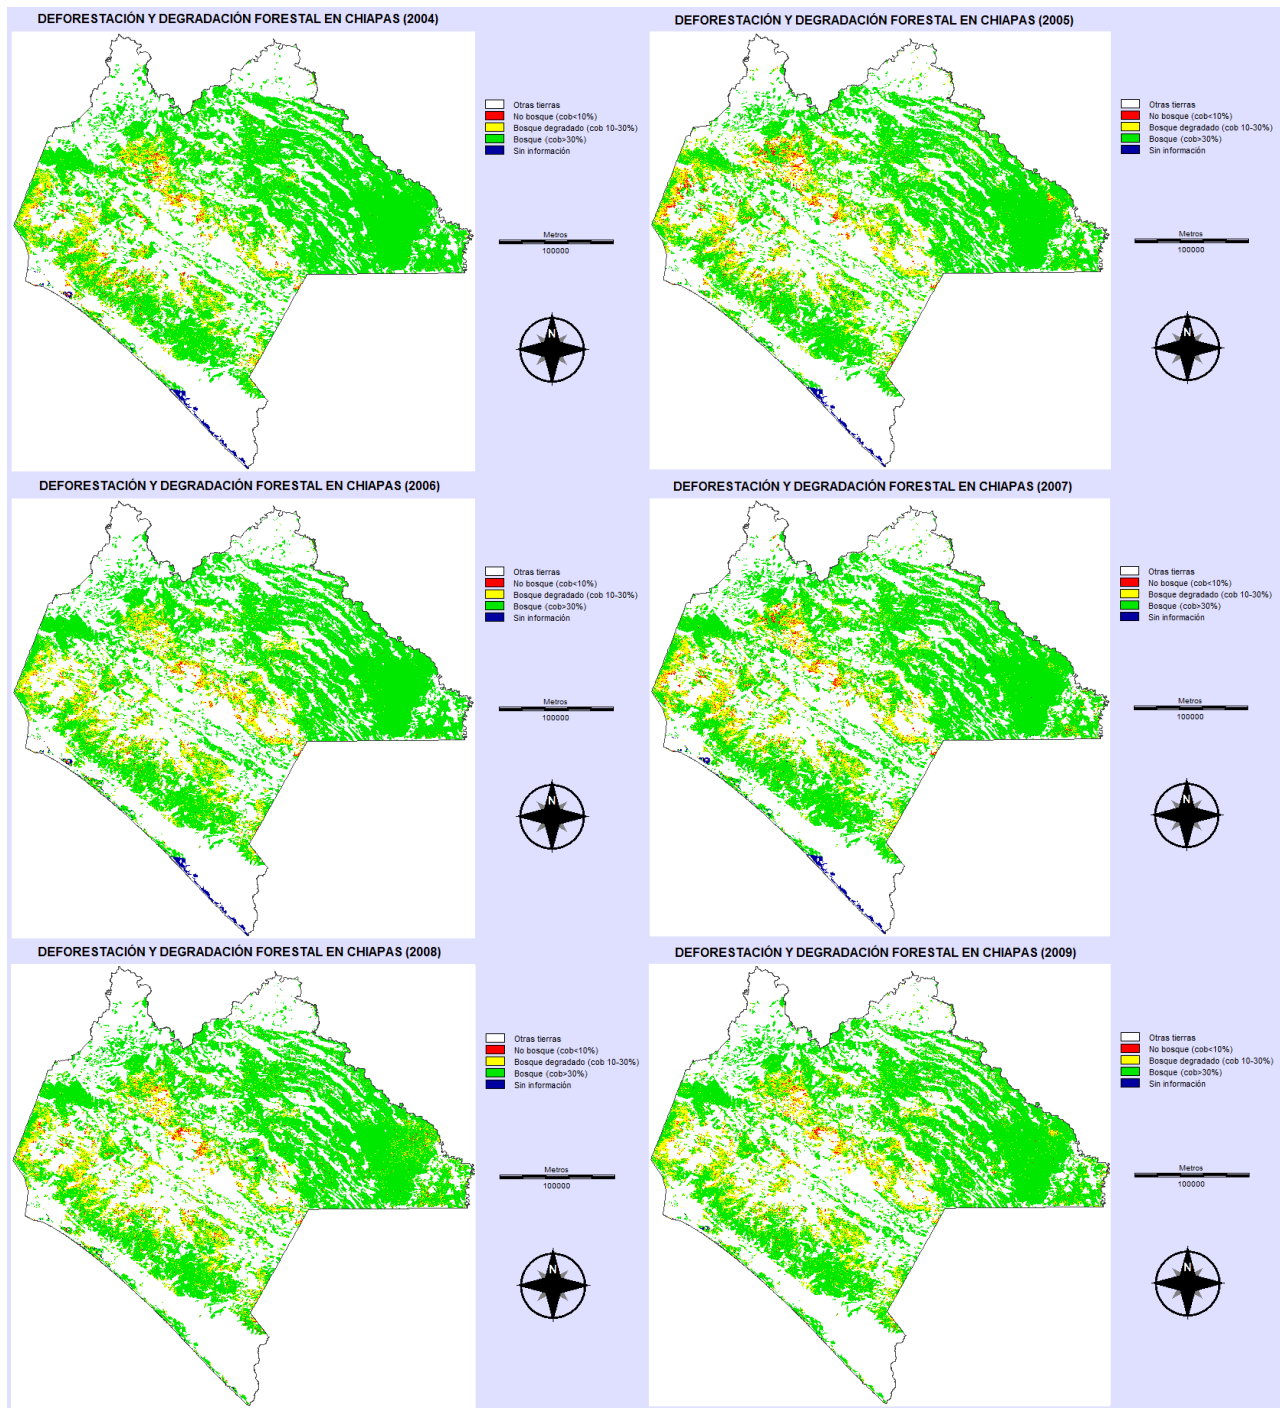 DEFORESTACIÓN Y DEGRADACIÓN FORESTAL EN CHIAPAS (2004)
Otras tierras
No bosque (cob<10%)
Bosque degradado (cob 10-30%)
Bosque (cob>30%)
Sin información
Metros
100000
N
DEFORESTACIÓN Y DEGRADACIÓN FORESTAL EN CHIAPAS (2005)
Otras tierras
No bosque (cob<10%)
Bosque degradado (cob 10-30%)
Bosque (cob>30%)
Sin información
Metros
100000
N
DEFORESTACIÓN Y DEGRADACIÓN FORESTAL EN CHIAPAS (2006)
Otras tierras
No bosque (cob<10%)
Bosque degradado (cob 10-30%)
Bosque (cob>30%)
Sin información
Metros
100000
N
DEFORESTACIÓN Y DEGRADACIÓN FORESTAL EN CHIAPAS (2007)
Otras tierras
No bosque (cob<10%)
Bosque degradado (cob 10-30%)
Bosque (cob>30%)
Sin información
Metros
100000
N
DEFORESTACIÓN Y DEGRADACIÓN FORESTAL EN CHIAPAS (2008)
Otras tierras
No bosque (cob<10%)
Bosque degradado (cob 10-30%)
Bosque (cob>30%)
Sin información
Metros
100000
N
DEFORESTACIÓN Y DEGRADACIÓN FORESTAL EN CHIAPAS (2009)
Otras tierras
No bosque (cob<10%)
Bosque degradado (cob 10-30%)
Bosque (cob>30%)
Sin información
Metros
100000
N